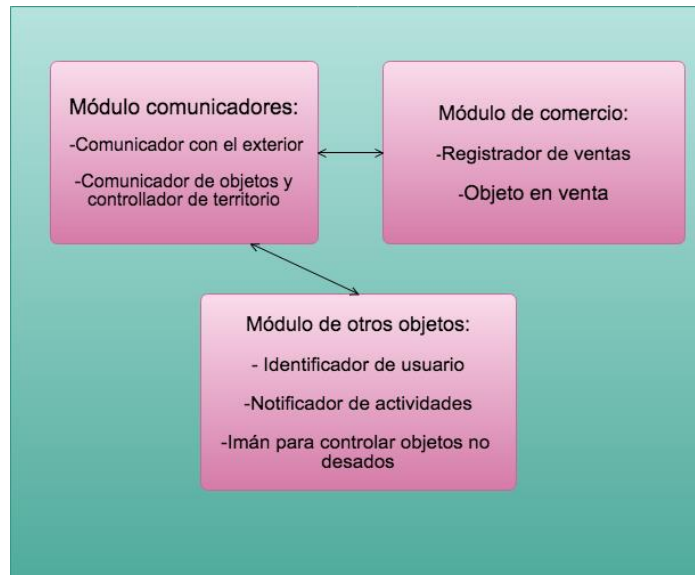 Módulo comunicadores:
-Comunicador con el exterior
-Comunicador de objetos y
controllador de territorio
Módulo de comercio:
-Registrador de ventas
-Objeto en venta
Módulo de otros objetos:
- Identificador de usuario
-Notificador de actividades
-Imán para controlar objetos no
desados